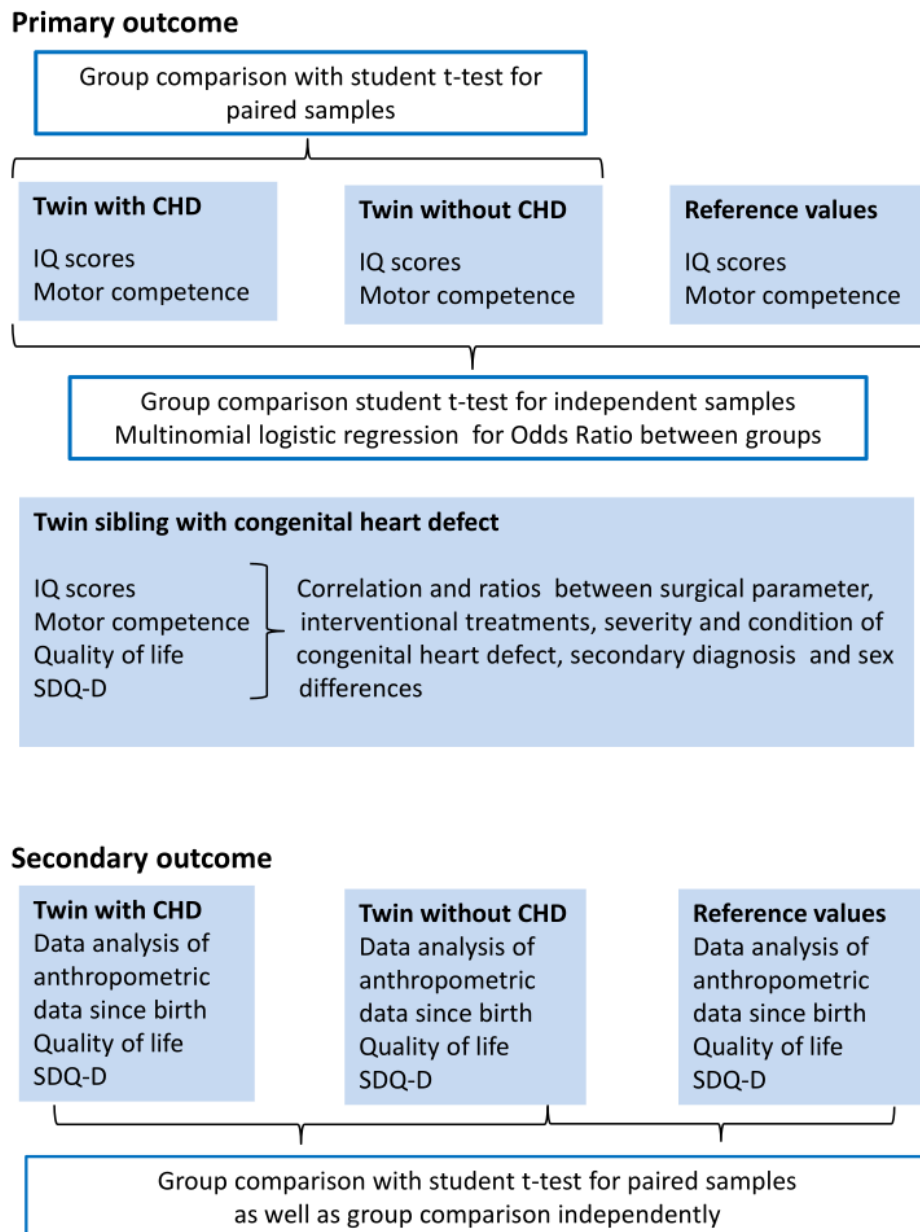 Primary outcome
Group comparison with student t-test for
paired samples
Twin with CHD
IQ scores
Motor competence
Twin without CHD
IQ scores
Motor competence
Reference values
IQ scores
Motor competence
Group comparison student t-test for independent samples
Multinomial logistic regression for Odds Ratio between groups
Twin sibling with congenital heart defect
IQ scores
Motor competence
Quality of life
SDQ-D
Correlation and ratios between surgical parameter,
interventional treatments, severity and condition of
congenital heart defect, secondary diagnosis and sex
differences
Secondary outcome
Twin with CHD
Data analysis of
anthropometric
data since birth
Quality of life
SDQ-D
Twin without CHD
Data analysis of
anthropometric
data since birth
Quality of life
SDQ-D
Reference values
Data analysis of
anthropometric
data since birth
Quality of life
SDQ-D
Group comparison with student t-test for paired samples
as well as group comparison independently